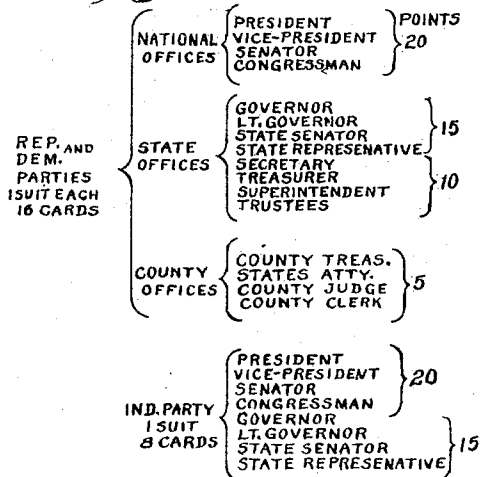 REP. AND
DEM.
PARTIES
1 SUIT EACH
16 CARDS
NATIONAL
OFFICES
PRESIDENT
VICE-PRESIDENT
SENATOR
CONGRESSMAN
POINTS
20
STATE
OFFICES
GOVERNOR
LT. GOVERNOR
STATE SENATOR
STATE REPRESENATIVE
15
SECRETARY
TREASURER
SUPERINTENDENT
TRUSTEES
10
COUNTY
OFFICES
COUNTY TREAS.
STATES ATTY.
COUNTY JUDGE
COUNTY CLERK
5
IND. PARTY
1 SUIT
8 CARDS
PRESIDENT
VICE-PRESIDENT
SENATOR
CONGRESSMAN
20
GOVERNOR
LT. GOVERNOR
STATE SENATOR
STATE REPRESENATIVE
15